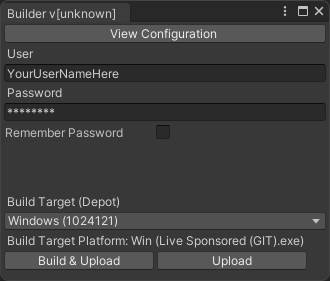 Builder v[unknown]
View Configuration
User
YourUserNameHere
Password
********
Remember Password
Build Target (Depot)
Windows (1024121)
Build Target Platform: Win (Live Sponsored (GIT).exe)
Build & Upload Upload